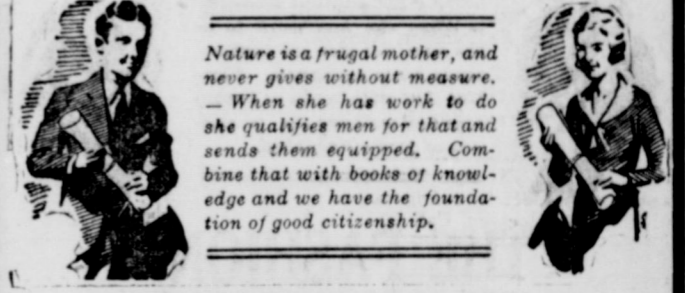 Nature is a frugal mother, and
never gives without measure.
— When she has work to do
she qualifies men for that and
sends them equipped. Com-
bine that with books of knowl-
edge and we have the founda-
tion of good citizenship.